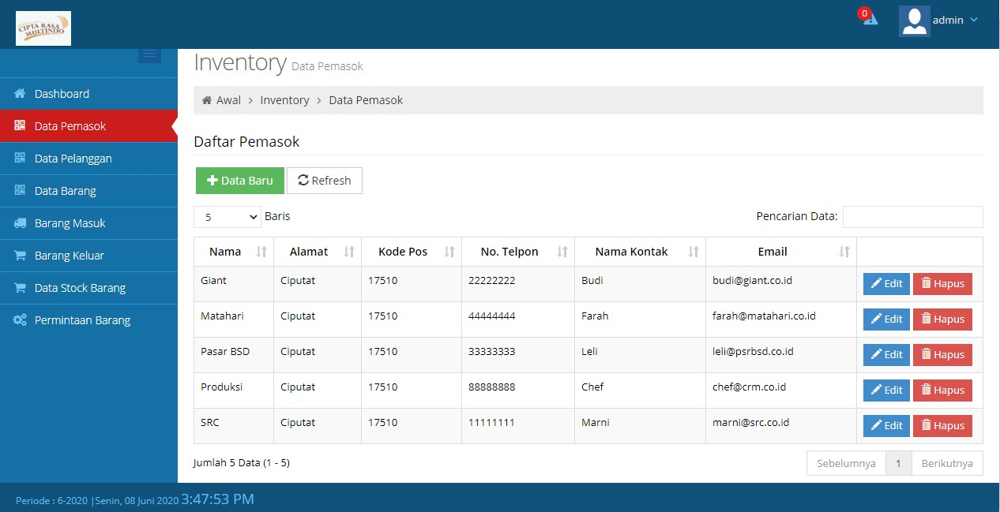 CIPTA RASA
MULTINDO
0
admin
Inventory Data Pemasok
Awal > Inventory > Data Pemasok
Dashboard
Data Pemasok
Data Pelanggan
Data Barang
Barang Masuk
Barang Keluar
Data Stock Barang
Permintaan Barang
Daftar Pemasok
Data Baru Refresh
5 Baris Pencarian Data:
Nama Alamat Kode Pos No. Telpon Nama Kontak Email
Giant Ciputat 17510 22222222 Budi budi@giant.co.id Edit Hapus
Matahari Ciputat 17510 44444444 Farah farah@matahari.co.id Edit Hapus
Pasar BSD Ciputat 17510 33333333 Leli leli@psrbsd.co.id Edit Hapus
Produksi Ciputat 17510 88888888 Chef chef@crm.co.id Edit Hapus
SRC Ciputat 17510 11111111 Marni marni@src.co.id Edit Hapus
Jumlah 5 Data (1 - 5) Sebelumnya 1 Berikutnya
Periode : 6-2020 |Senin, 08 Juni 2020 3:47:53 PM